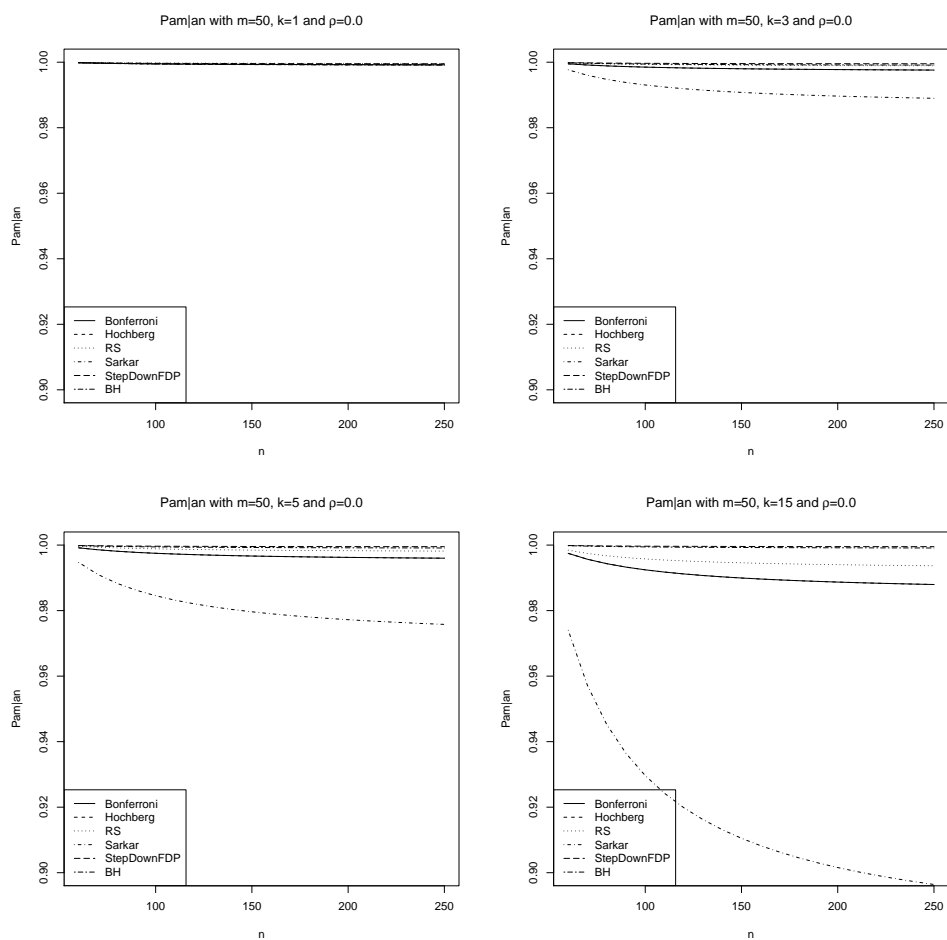 Pam|an with m=50, k=1 and ρ=0.0
Pam|an
1.00
0.98
0.96
0.94
0.92
0.90
Bonferroni
Hochberg
RS
Sarkar
StepDownFDP
BH
100
150
200
250
n
Pam|an with m=50, k=3 and ρ=0.0
Pam|an
1.00
0.98
0.96
0.94
0.92
0.90
Bonferroni
Hochberg
RS
Sarkar
StepDownFDP
BH
100
150
200
250
n
Pam|an with m=50, k=5 and ρ=0.0
Pam|an
1.00
0.98
0.96
0.94
0.92
0.90
Bonferroni
Hochberg
RS
Sarkar
StepDownFDP
BH
100
150
200
250
n
Pam|an with m=50, k=15 and ρ=0.0
Pam|an
1.00
0.98
0.96
0.94
0.92
0.90
Bonferroni
Hochberg
RS
Sarkar
StepDownFDP
BH
100
150
200
250
n